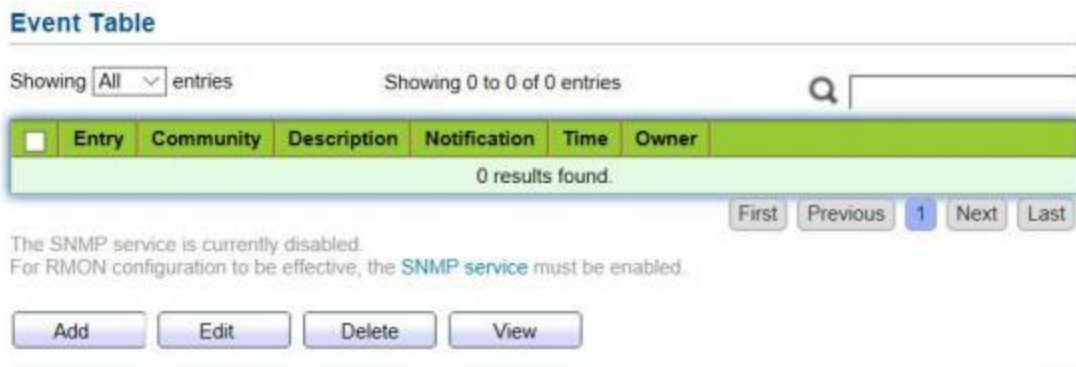 Event Table
Showing All entries Showing 0 to 0 of 0 entries
Entry Community Description Notification Time Owner
0 results found.
First Previous 1 Next Last
The SNMP service is currently disabled.
For RMON configuration to be effective, the SNMP service must be enabled.
Add Edit Delete View